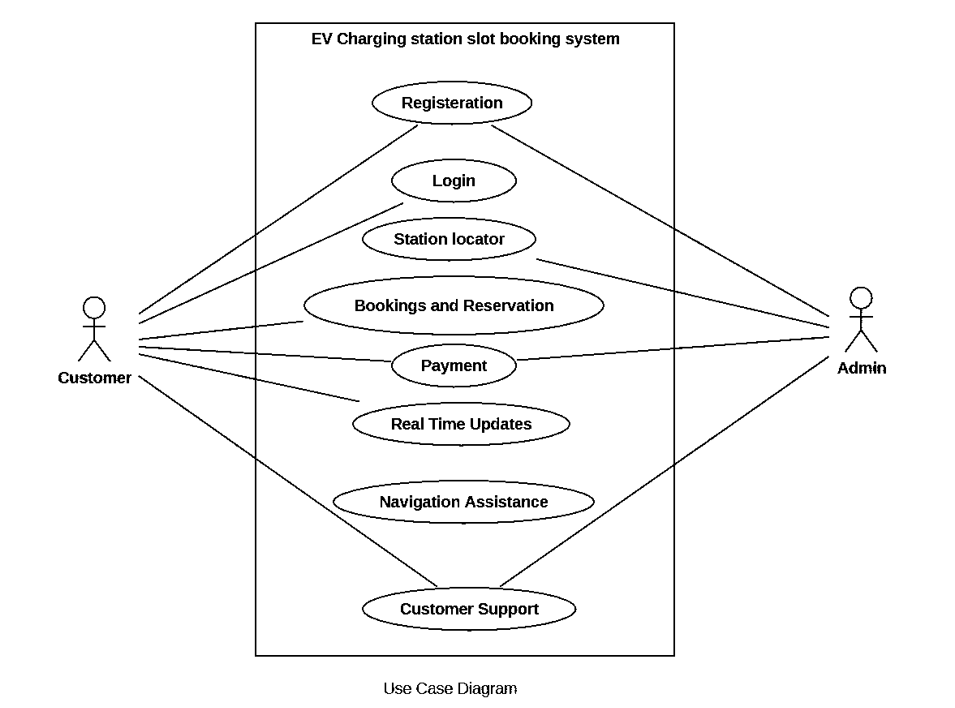 EV Charging station slot booking system
Registeration
Login
Station locator
Bookings and Reservation
Payment
Real Time Updates
Navigation Assistance
Customer Support
Customer
Admin
Use Case Diagram